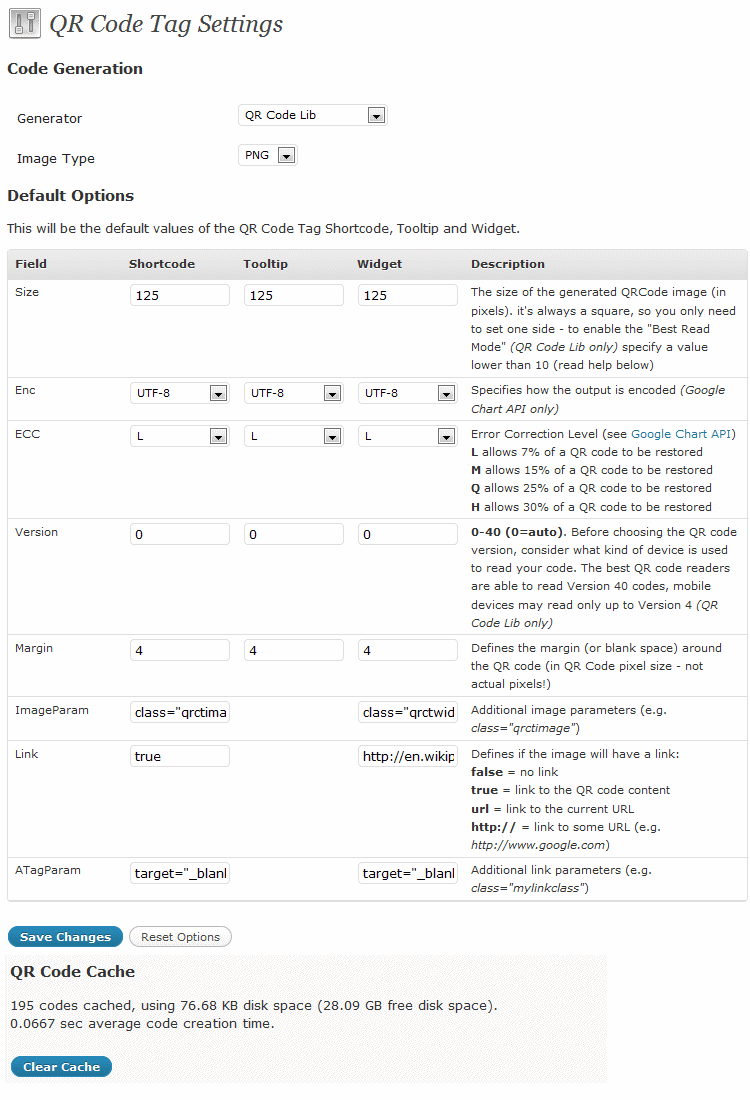 QR Code Tag Settings
Code Generation
Generator
QR Code Lib
Image Type
PNG
Default Options
This will be the default values of the QR Code Tag Shortcode, Tooltip and Widget.
Field Shortcode Tooltip Widget Description
Size 125 125 125 The size of the generated QRCode image (in
pixels). it's always a square, so you only need
to set one side - to enable the "Best Read
Mode" (QR Code Lib only) specify a value
lower than 10 (read help below)
Enc UTF-8 UTF-8 UTF-8 Specifies how the output is encoded (Google
Chart API only)
ECC L L L Error Correction Level (see Google Chart API)
L allows 7% of a QR code to be restored
M allows 15% of a QR code to be restored
Q allows 25% of a QR code to be restored
H allows 30% of a QR code to be restored
Version 0 0 0 0-40 (0=auto). Before choosing the QR code
version, consider what kind of device is used
to read your code. The best QR code readers
are able to read Version 40 codes, mobile
devices may read only up to Version 4 (QR
Code Lib only)
Margin 4 4 4 Defines the margin (or blank space) around
the QR code (in QR Code pixel size - not
actual pixels!)
ImageParam class="qrctima class="qrctwid Additional image parameters (e.g.
class="qrctimage")
Link true http://en.wikip Defines if the image will have a link:
false = no link
true = link to the QR code content
url = link to the current URL
http:// = link to some URL (e.g.
http://www.google.com)
ATagParam target="_blanl target="_blanl Additional link parameters (e.g.
class="mylinkclass")
Save Changes Reset Options
QR Code Cache
195 codes cached, using 76.68 KB disk space (28.09 GB free disk space).
0.0667 sec average code creation time.
Clear Cache